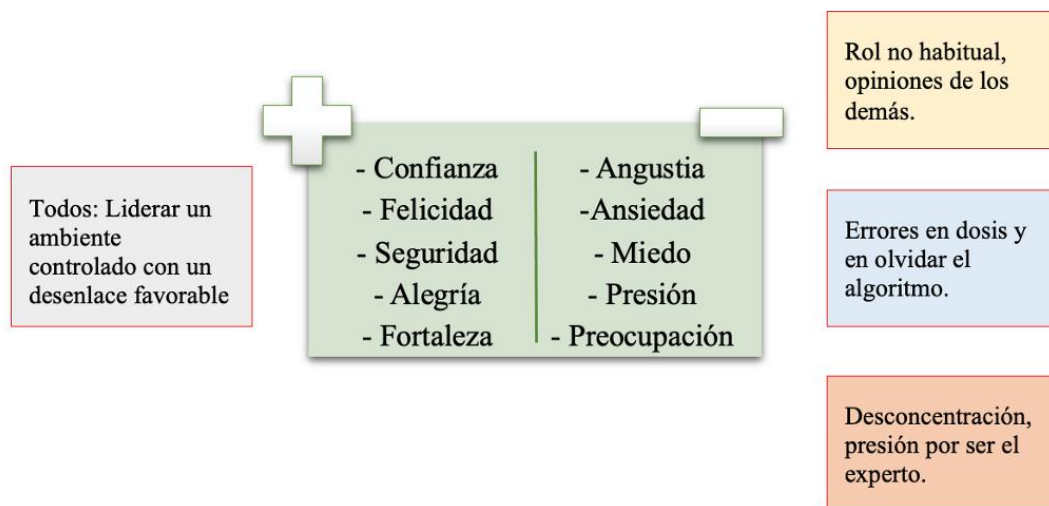 Todos: Liderar un
ambiente
controlado con un
desenlace favorable
- Confianza
- Felicidad
- Seguridad
- Alegría
- Fortaleza
- Angustia
-Ansiedad
- Miedo
- Presión
- Preocupación
Rol no habitual,
opiniones de los
demás.
Errores en dosis y
en olvidar el
algoritmo.
Desconcentración,
presión por ser el
experto.